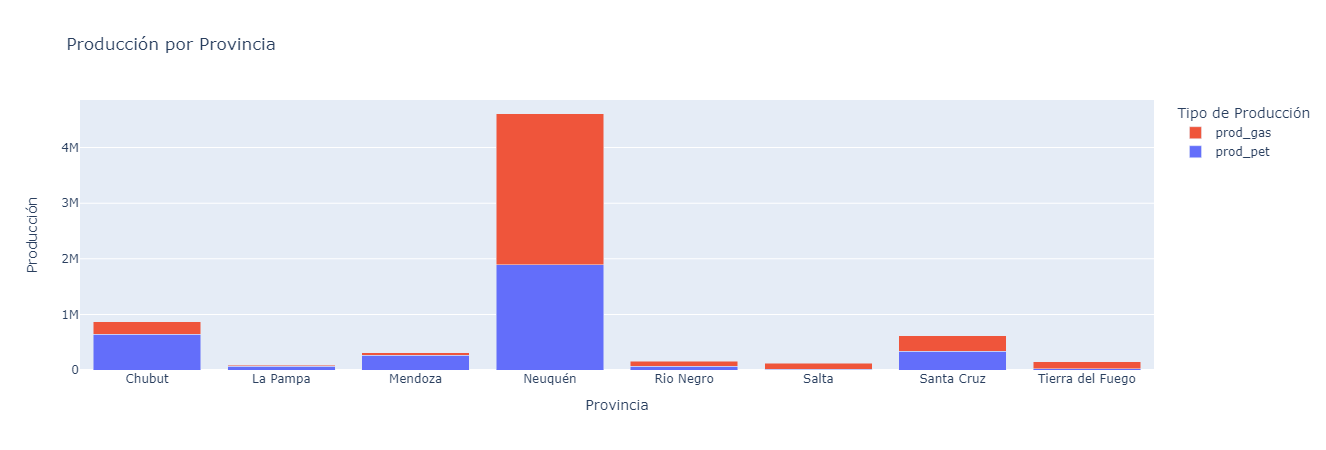 Producción por Provincia
Tipo de Producción
prod_gas
prod_pet
Producción
4M
3M
2M
1M
0
Chubut
La Pampa
Mendoza
Neuquén
Rio Negro
Salta
Santa Cruz
Tierra del Fuego
Provincia